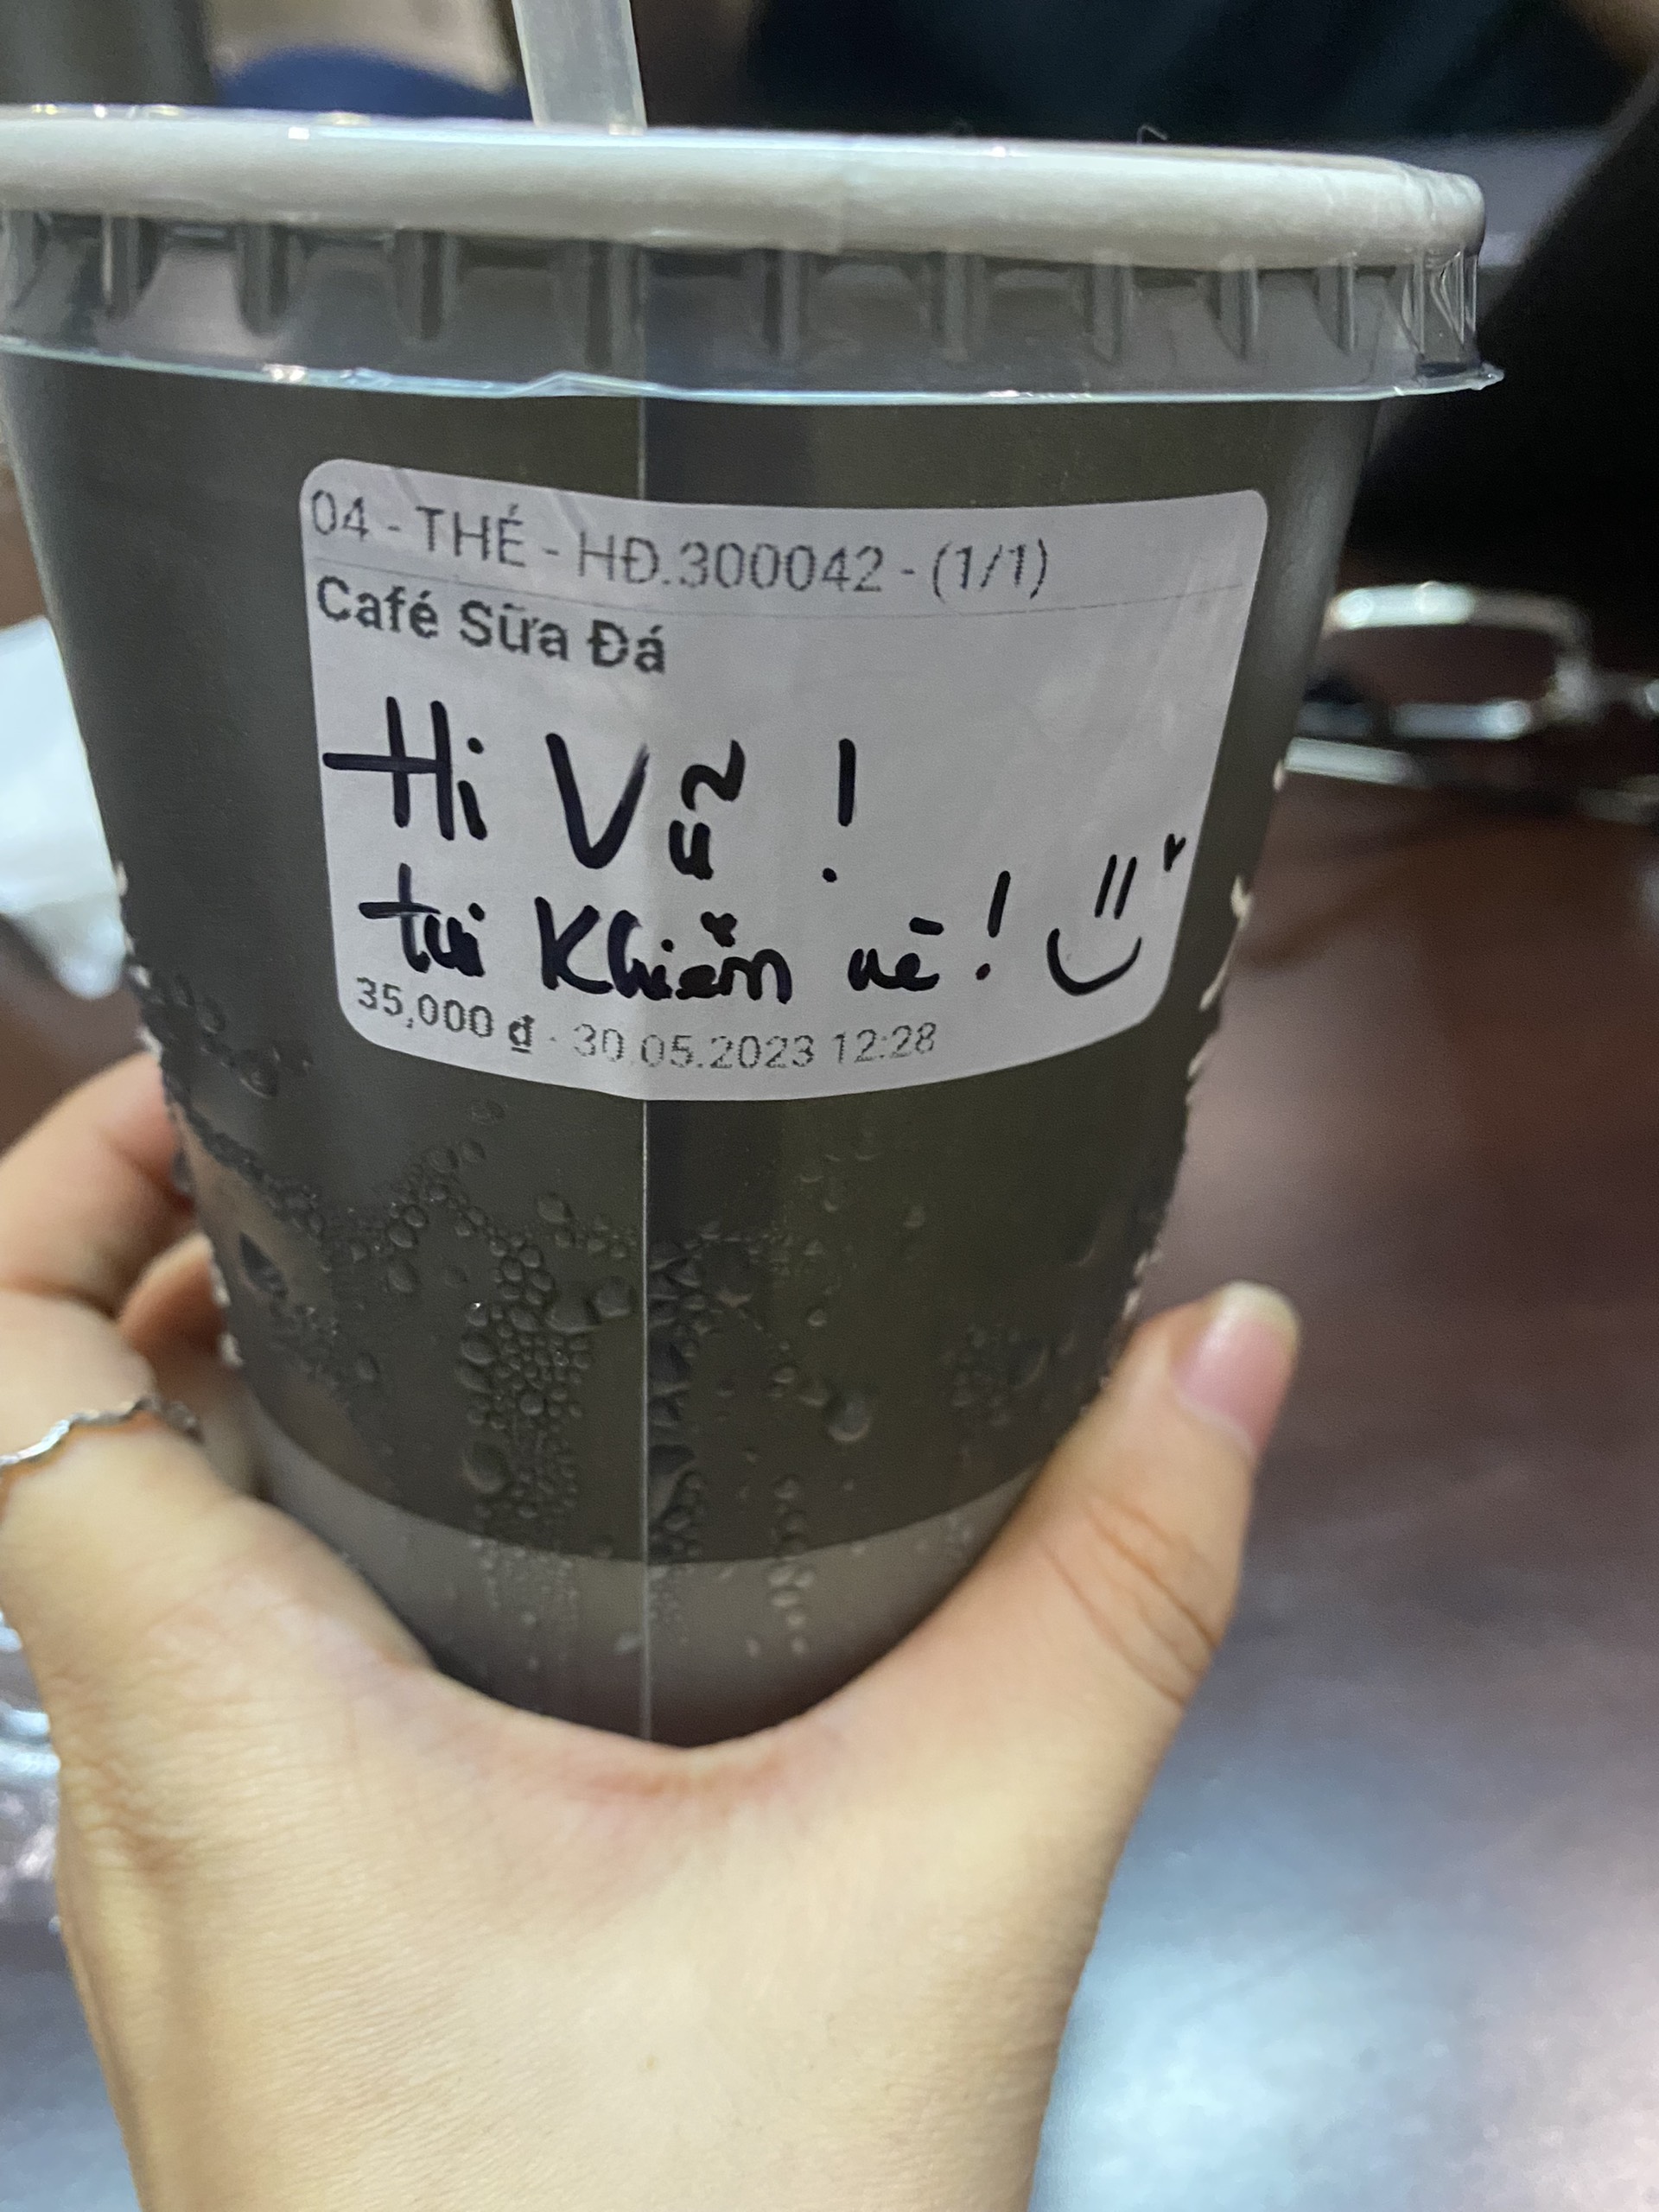 04 - THẺ - HĐ.300042 - (1/1)
Café Sữa Đá
Hi Vũ !
tui Khiêm nè !
35,000 ₫ - 30.05.2023 12:28